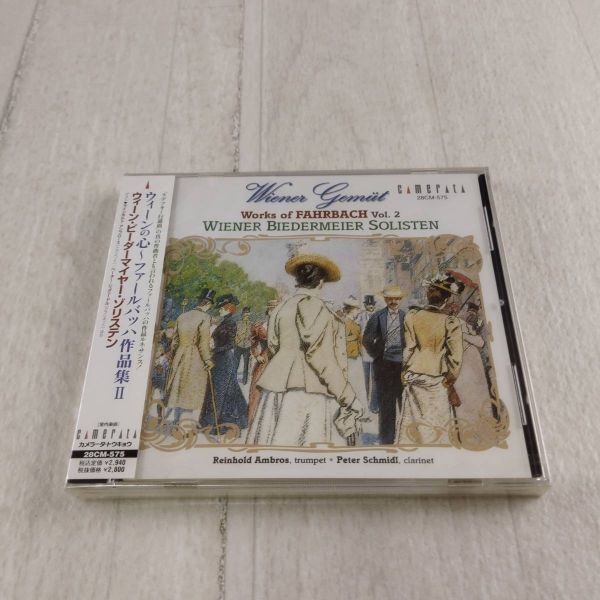 Wiener Gemüt
camerata
28CM-575
Works of FAHRBACH Vol. 2
WIENER BIEDERMEIER SOLISTEN
Reinhold Ambros, trumpet • Peter Schmidl, clarinet
ウィーンの心～ファールバッハ作品集 II
ウィーン・ビーダーマイヤー・ゾリステン
camerata
カメラータ・トウキョウ
28CM-575
税込定価 ¥2,940
税抜価格 ¥2,800